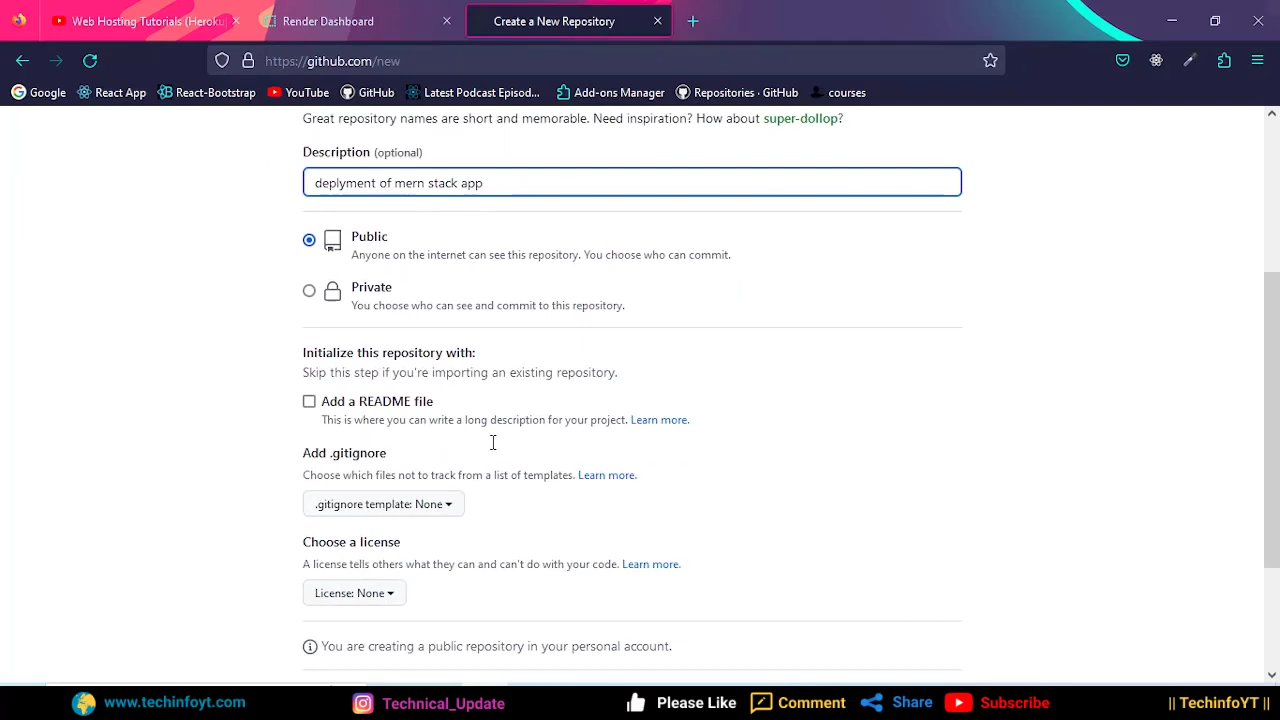 Web Hosting Tutorials (Heroku
Render Dashboard
Create a New Repository
https://github.com/new
Google
React App
React-Bootstrap
YouTube
GitHub
Latest Podcast Episod...
Add-ons Manager
Repositories · GitHub
courses
Great repository names are short and memorable. Need inspiration? How about super-dollop?
Description (optional)
deplyment of mern stack app
Public
Anyone on the internet can see this repository. You choose who can commit.
Private
You choose who can see and commit to this repository.
Initialize this repository with:
Skip this step if you're importing an existing repository.
Add a README file
This is where you can write a long description for your project. Learn more.
Add .gitignore
Choose which files not to track from a list of templates. Learn more.
.gitignore template: None
Choose a license
A license tells others what they can and can't do with your code. Learn more.
License: None
You are creating a public repository in your personal account.
www.techinfoyt.com
Technical_Update
Please Like
Comment
Share
Subscribe
|| TechinfoYT ||